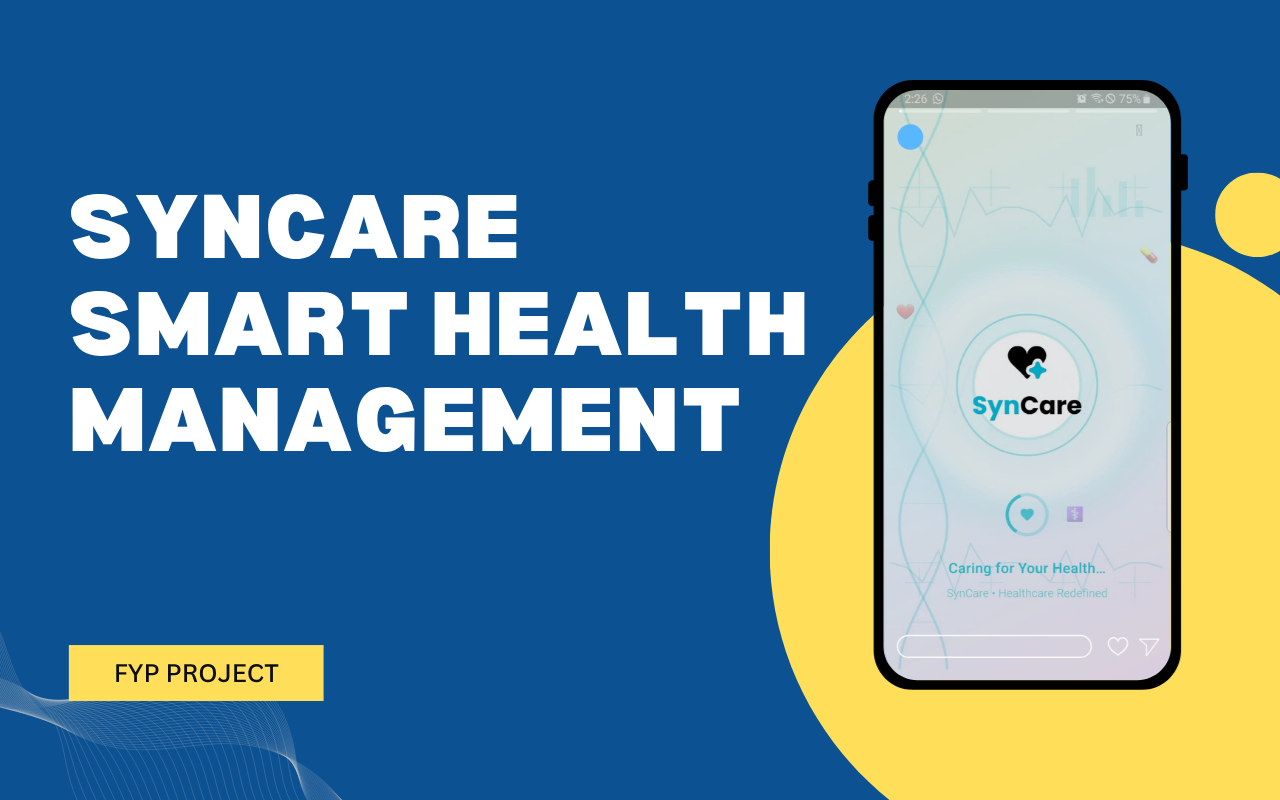 SYNCARE
SMART HEALTH
MANAGEMENT
FYP PROJECT
2:26
75%
SynCare
Caring for Your Health...
SynCare • Healthcare Redefined